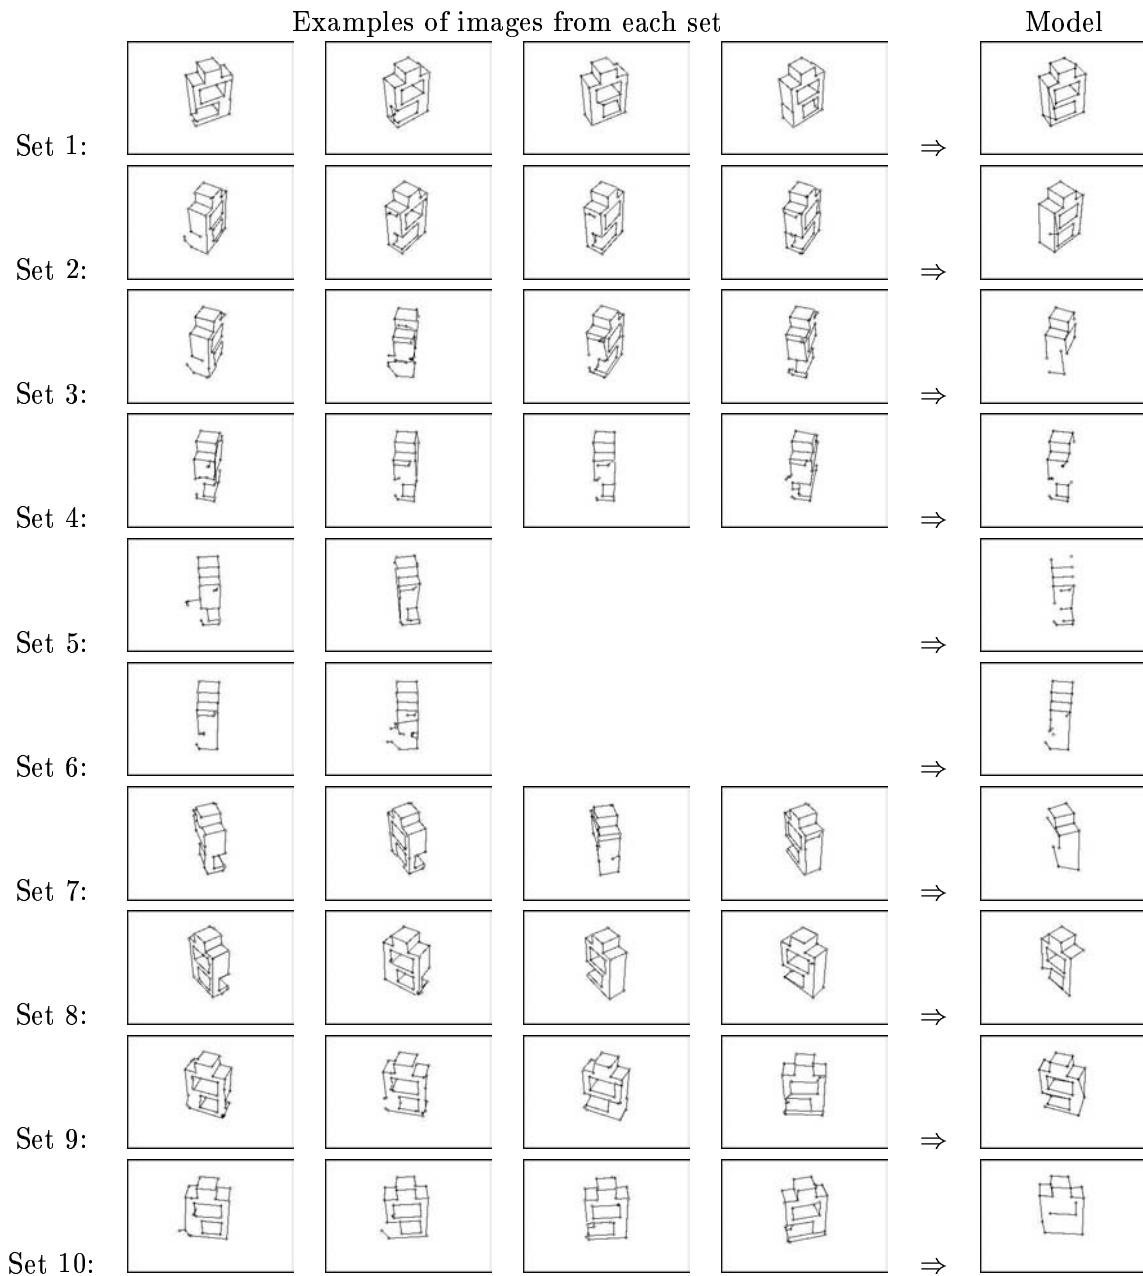 Examples of images from each set Model
Set 1: ⇒
Set 2: ⇒
Set 3: ⇒
Set 4: ⇒
Set 5: ⇒
Set 6: ⇒
Set 7: ⇒
Set 8: ⇒
Set 9: ⇒
Set 10: ⇒